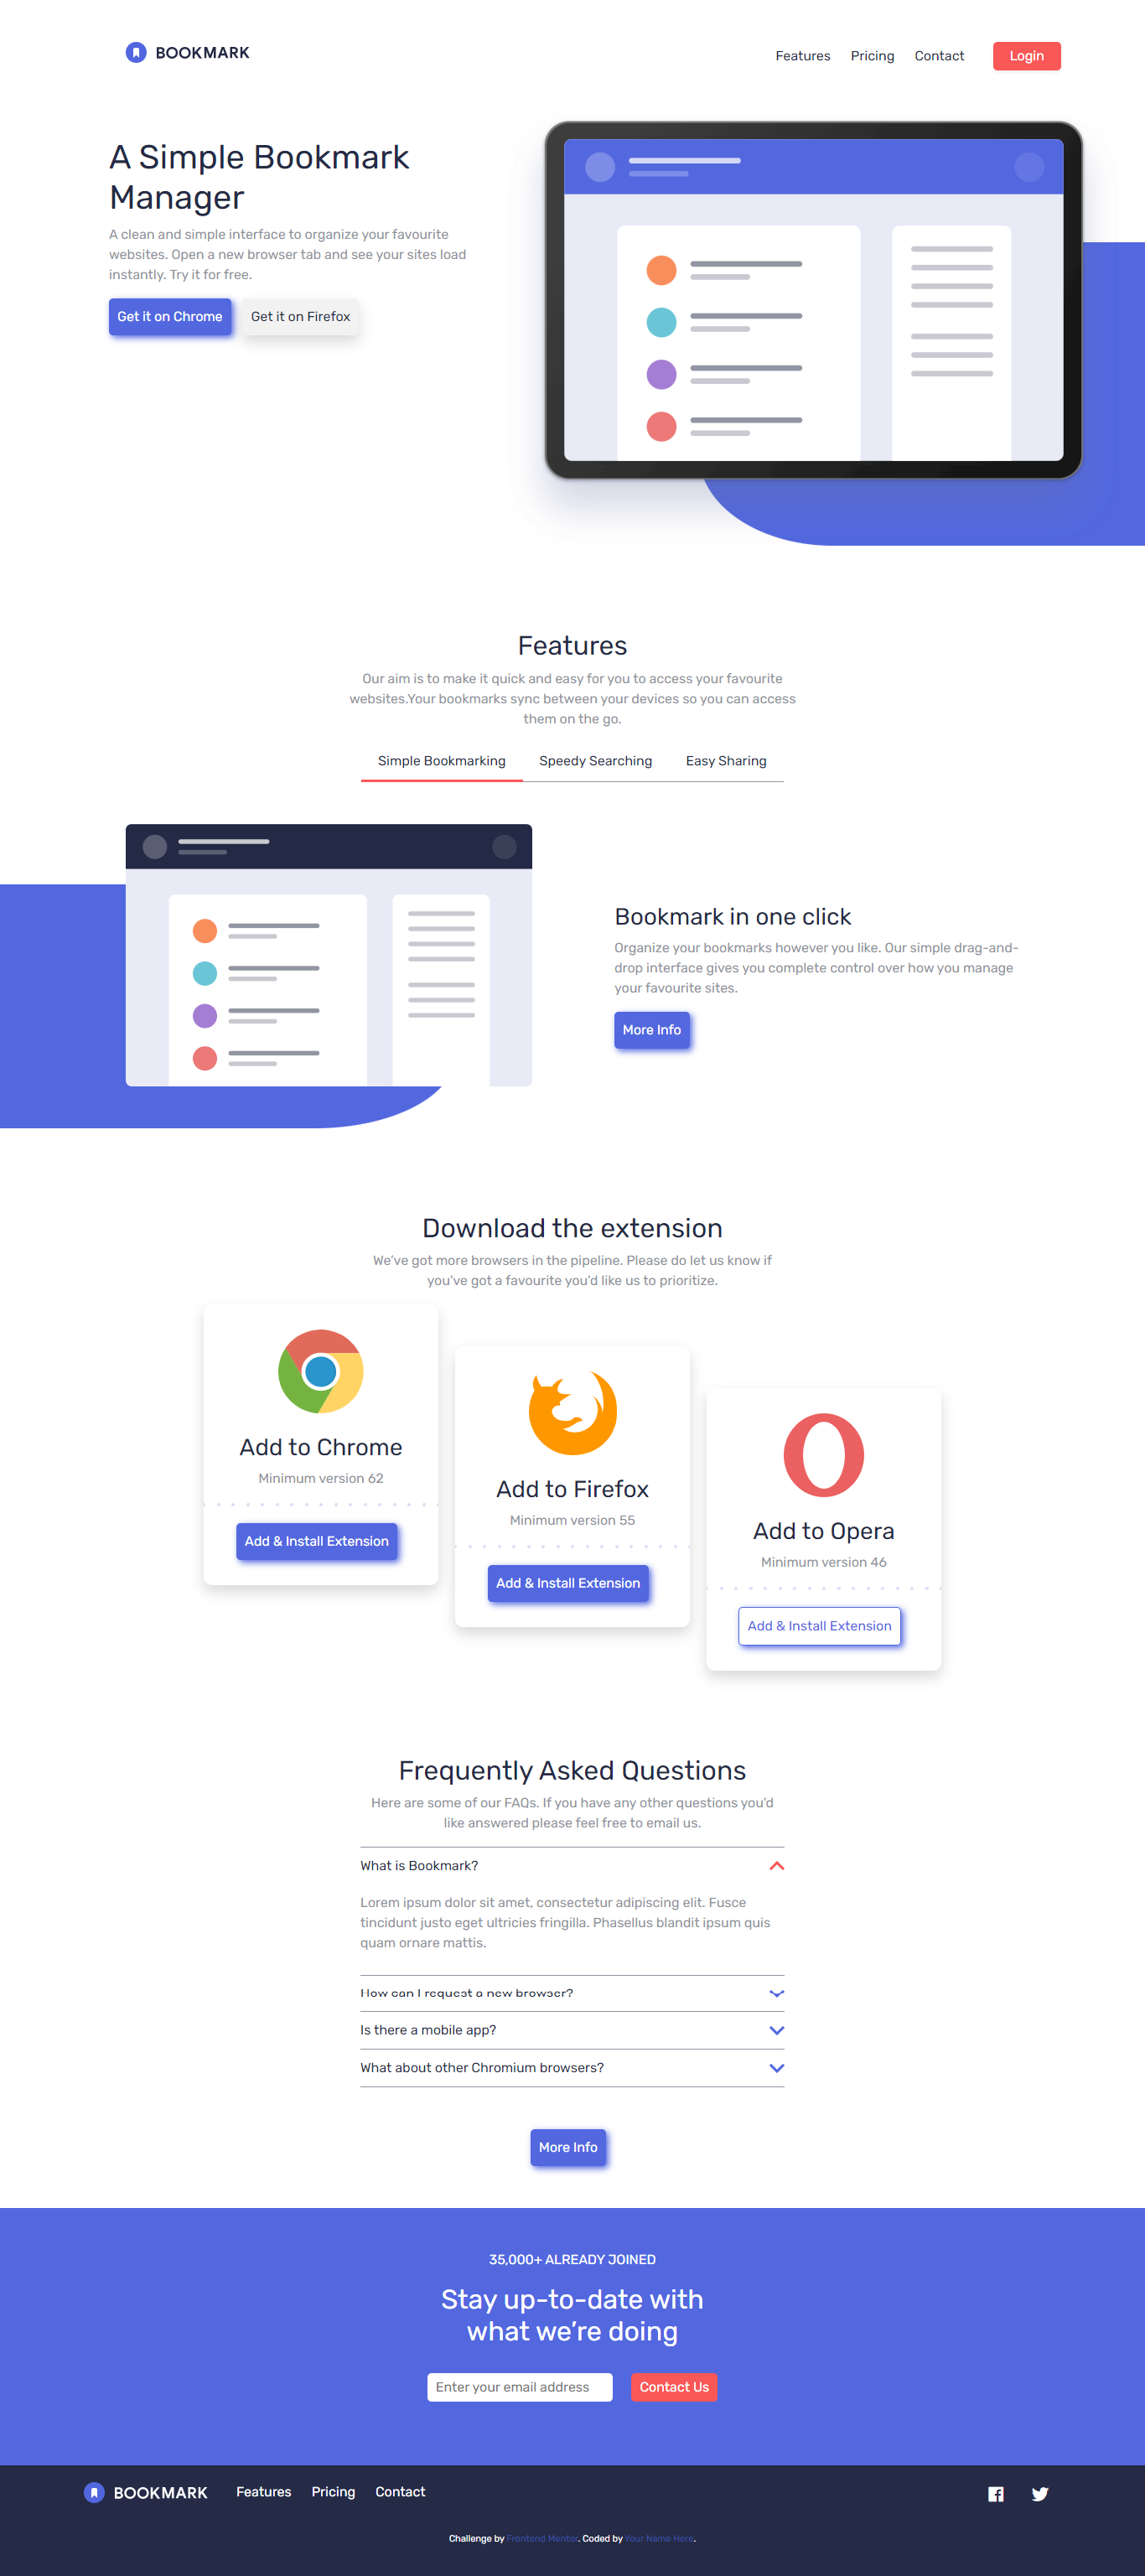 BOOKMARK
Features Pricing Contact Login
A Simple Bookmark
Manager
A clean and simple interface to organize your favourite
websites. Open a new browser tab and see your sites load
instantly. Try it for free.
Get it on Chrome Get it on Firefox
Features
Our aim is to make it quick and easy for you to access your favourite
websites.Your bookmarks sync between your devices so you can access
them on the go.
Simple Bookmarking Speedy Searching Easy Sharing
Bookmark in one click
Organize your bookmarks however you like. Our simple drag-and-
drop interface gives you complete control over how you manage
your favourite sites.
More Info
Download the extension
We've got more browsers in the pipeline. Please do let us know if
you've got a favourite you'd like us to prioritize.
Add to Chrome
Minimum version 62
Add & Install Extension
Add to Firefox
Minimum version 55
Add & Install Extension
Add to Opera
Minimum version 46
Add & Install Extension
Frequently Asked Questions
Here are some of our FAQs. If you have any other questions you'd
like answered please feel free to email us.
What is Bookmark?
Lorem ipsum dolor sit amet, consectetur adipiscing elit. Fusce
tincidunt justo eget ultricies fringilla. Phasellus blandit ipsum quis
quam ornare mattis.
How can I request a new browser?
Is there a mobile app?
What about other Chromium browsers?
More Info
35,000+ ALREADY JOINED
Stay up-to-date with
what we’re doing
Enter your email address Contact Us
BOOKMARK Features Pricing Contact
Challenge by Frontend Mentor. Coded by Your Name Here.